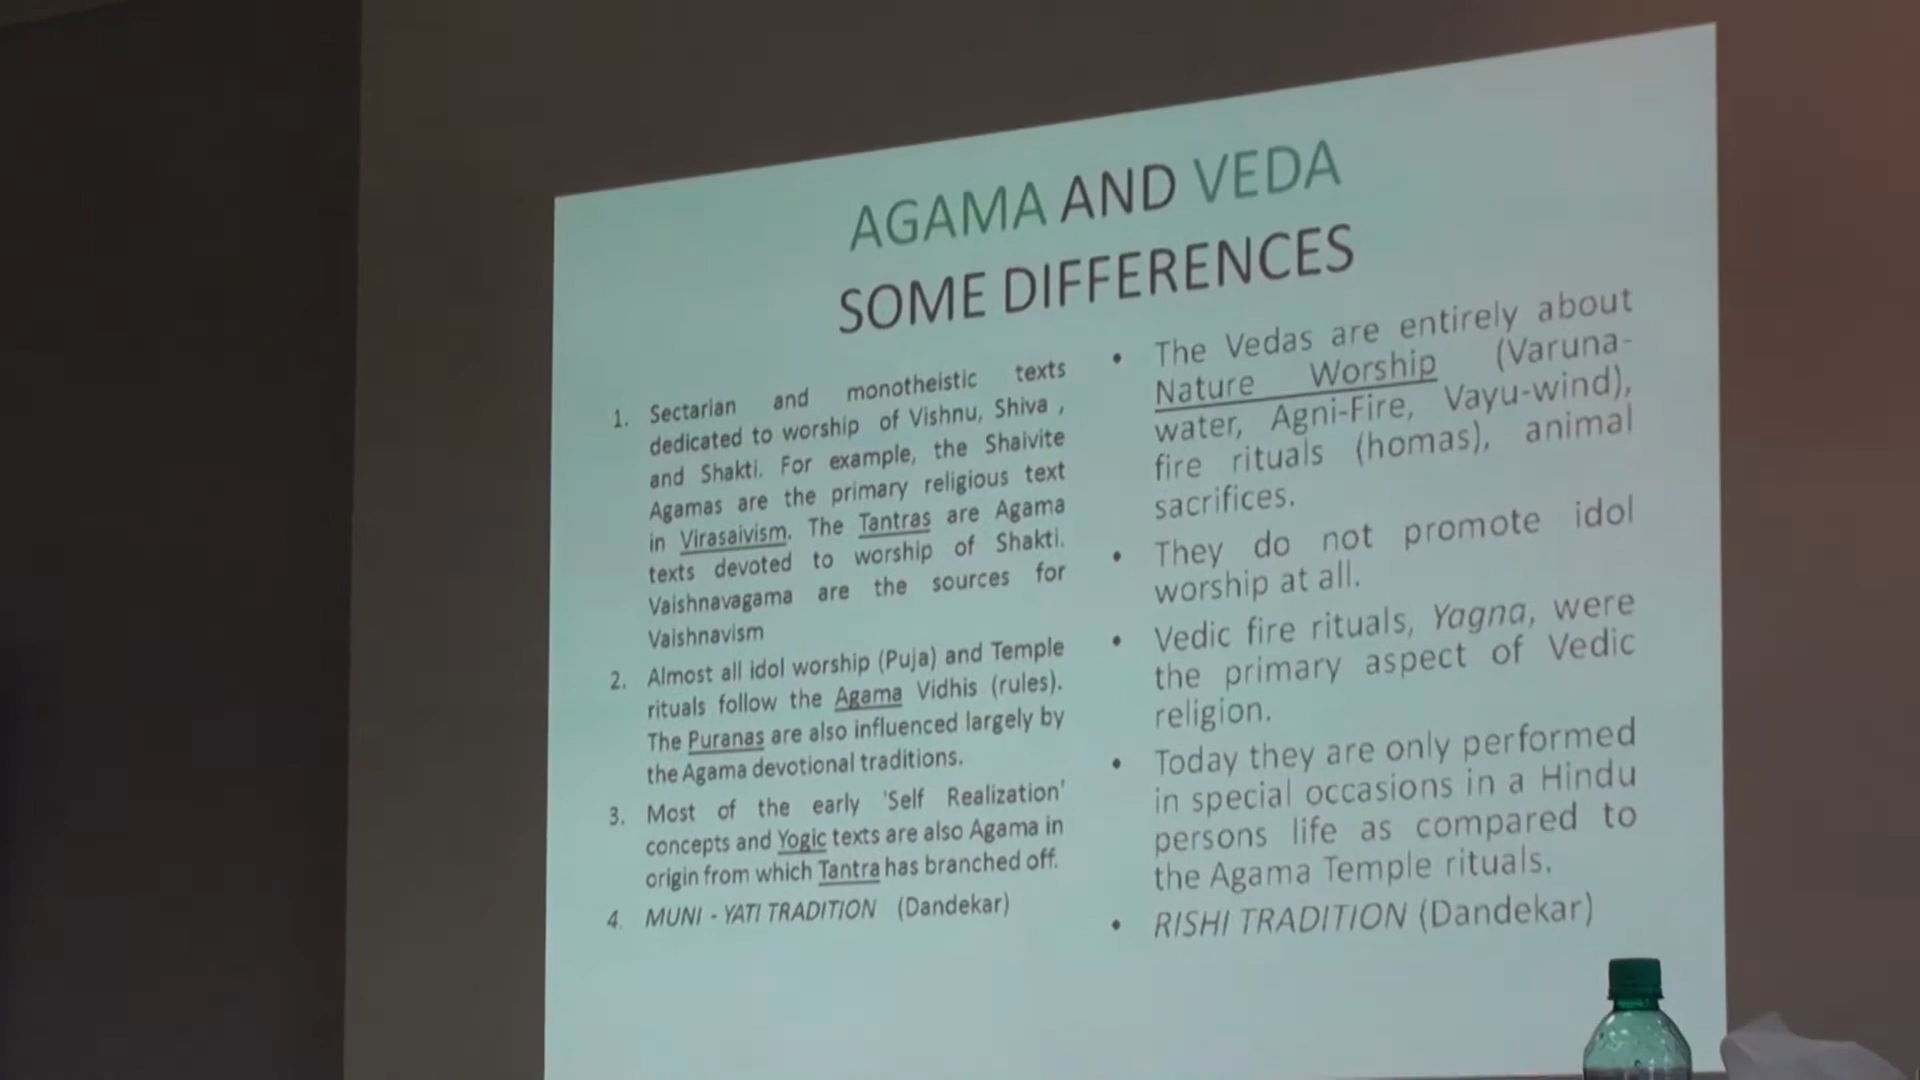 AGAMA AND VEDA
SOME DIFFERENCES
1. Sectarian and monotheistic texts
dedicated to worship of Vishnu, Shiva ,
and Shakti. For example, the Shaivite
Agamas are the primary religious text
in Virasaivism. The Tantras are Agama
texts devoted to worship of Shakti.
Vaishnavagama are the sources for
Vaishnavism
2. Almost all idol worship (Puja) and Temple
rituals follow the Agama Vidhis (rules).
The Puranas are also influenced largely by
the Agama devotional traditions.
3. Most of the early 'Self Realization'
concepts and Yogic texts are also Agama in
origin from which Tantra has branched off.
4. MUNI - YATI TRADITION (Dandekar)
• The Vedas are entirely about
Nature Worship (Varuna-
water, Agni-Fire, Vayu-wind),
fire rituals (homas), animal
sacrifices.
• They do not promote idol
worship at all.
• Vedic fire rituals, Yagna, were
the primary aspect of Vedic
religion.
• Today they are only performed
in special occasions in a Hindu
persons life as compared to
the Agama Temple rituals.
• RISHI TRADITION (Dandekar)